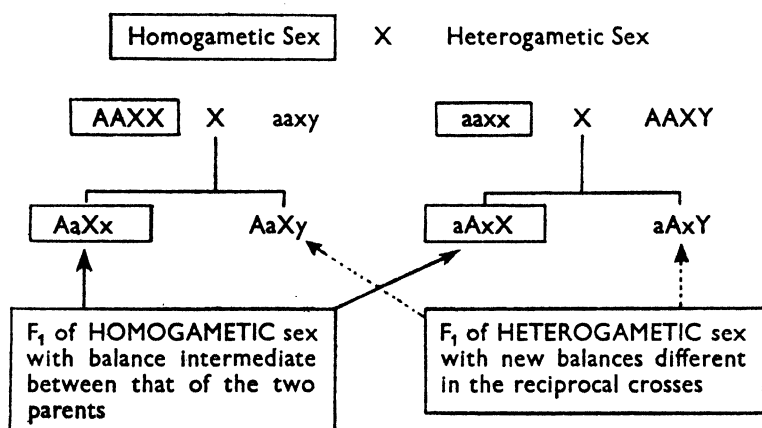 Homogametic Sex X Heterogametic Sex
AAXX X aaxy aaxx X AAXY
AaXx AaXy aAxX aAxY
F₁ of HOMOGAMETIC sex
with balance intermediate
between that of the two
parents
F₁ of HETEROGAMETIC sex
with new balances different
in the reciprocal crosses